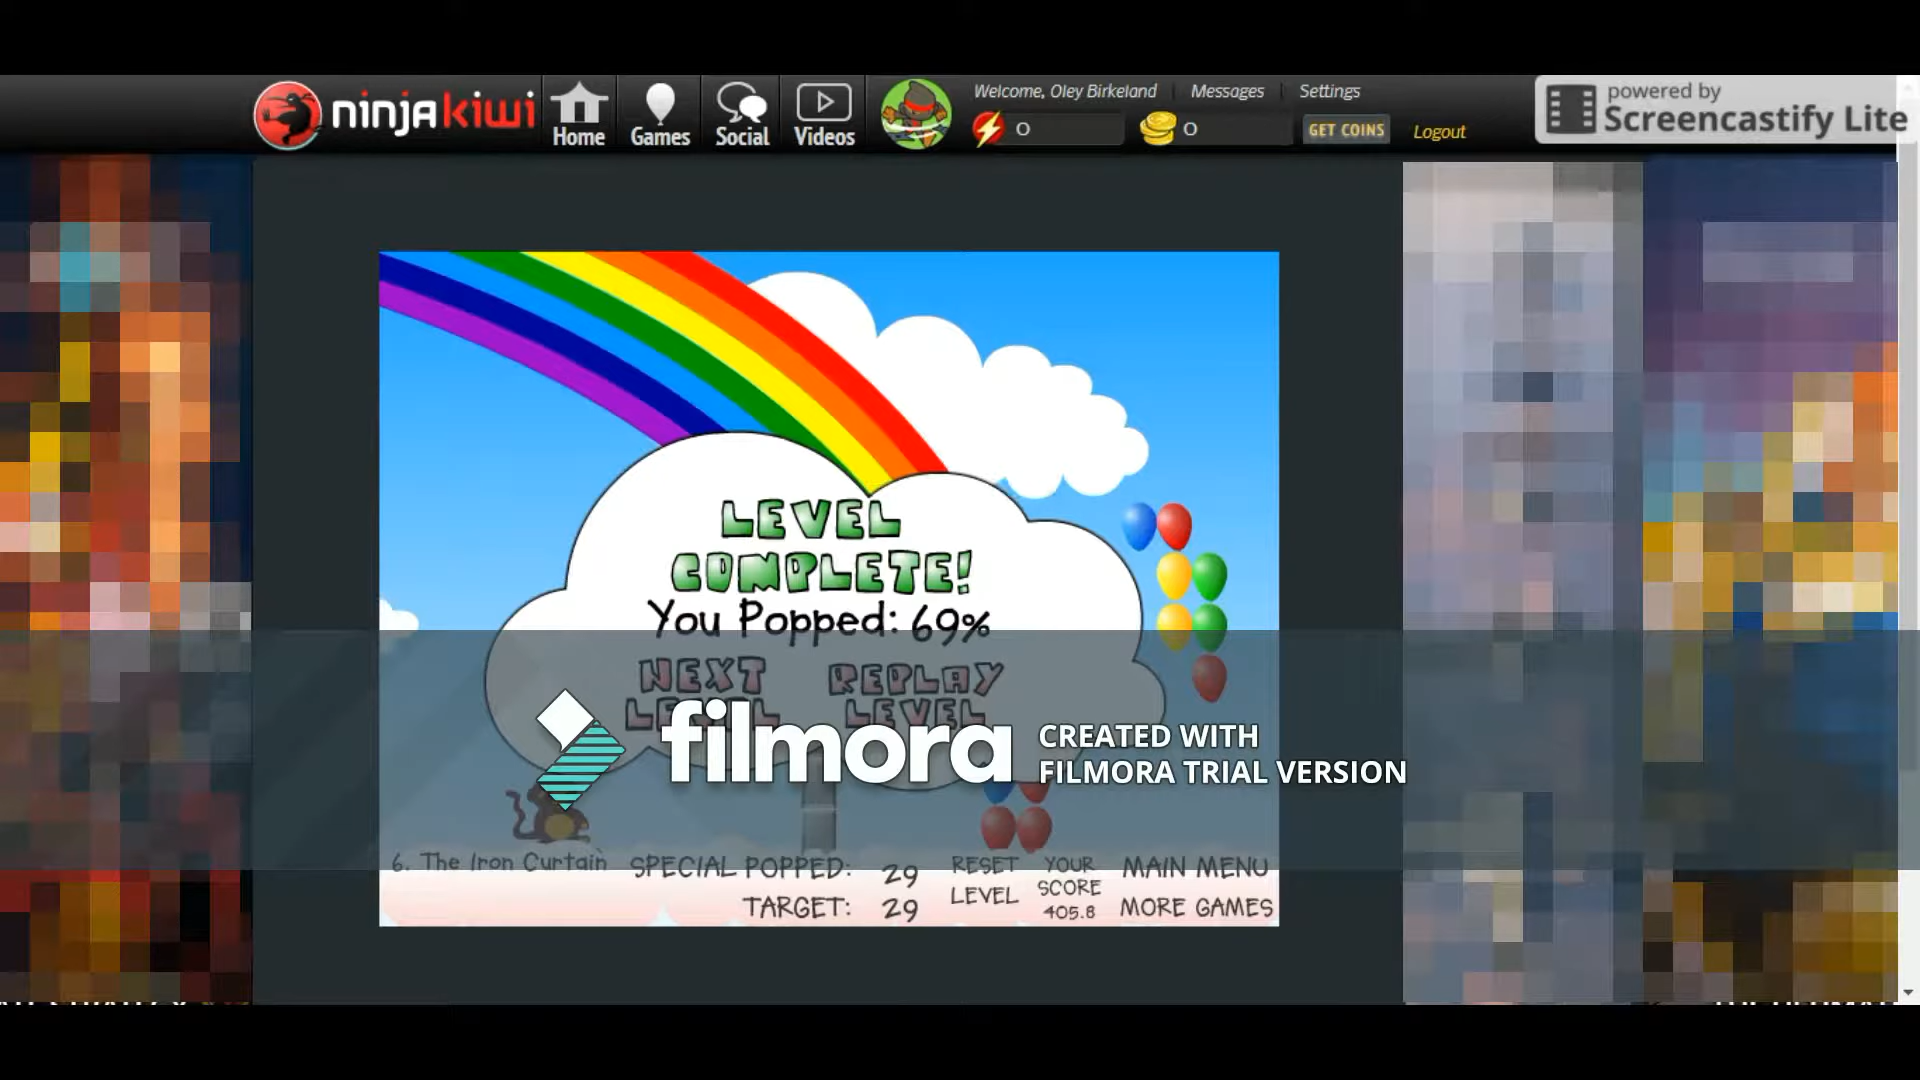 ninjakiwi
Home
Games
Social
Videos
Welcome, Oley Birkeland
Messages
Settings
0
0
GET COINS
Logout
powered by
Screencastify Lite
LEVEL
COMPLETE!
You Popped: 69%
NEXT
LEVEL
REPLAY
LEVEL
filmora
CREATED WITH
FILMORA TRIAL VERSION
6. The Iron Curtain
SPECIAL POPPED: 29
TARGET: 29
RESET
LEVEL
YOUR
SCORE
405.8
MAIN MENU
MORE GAMES